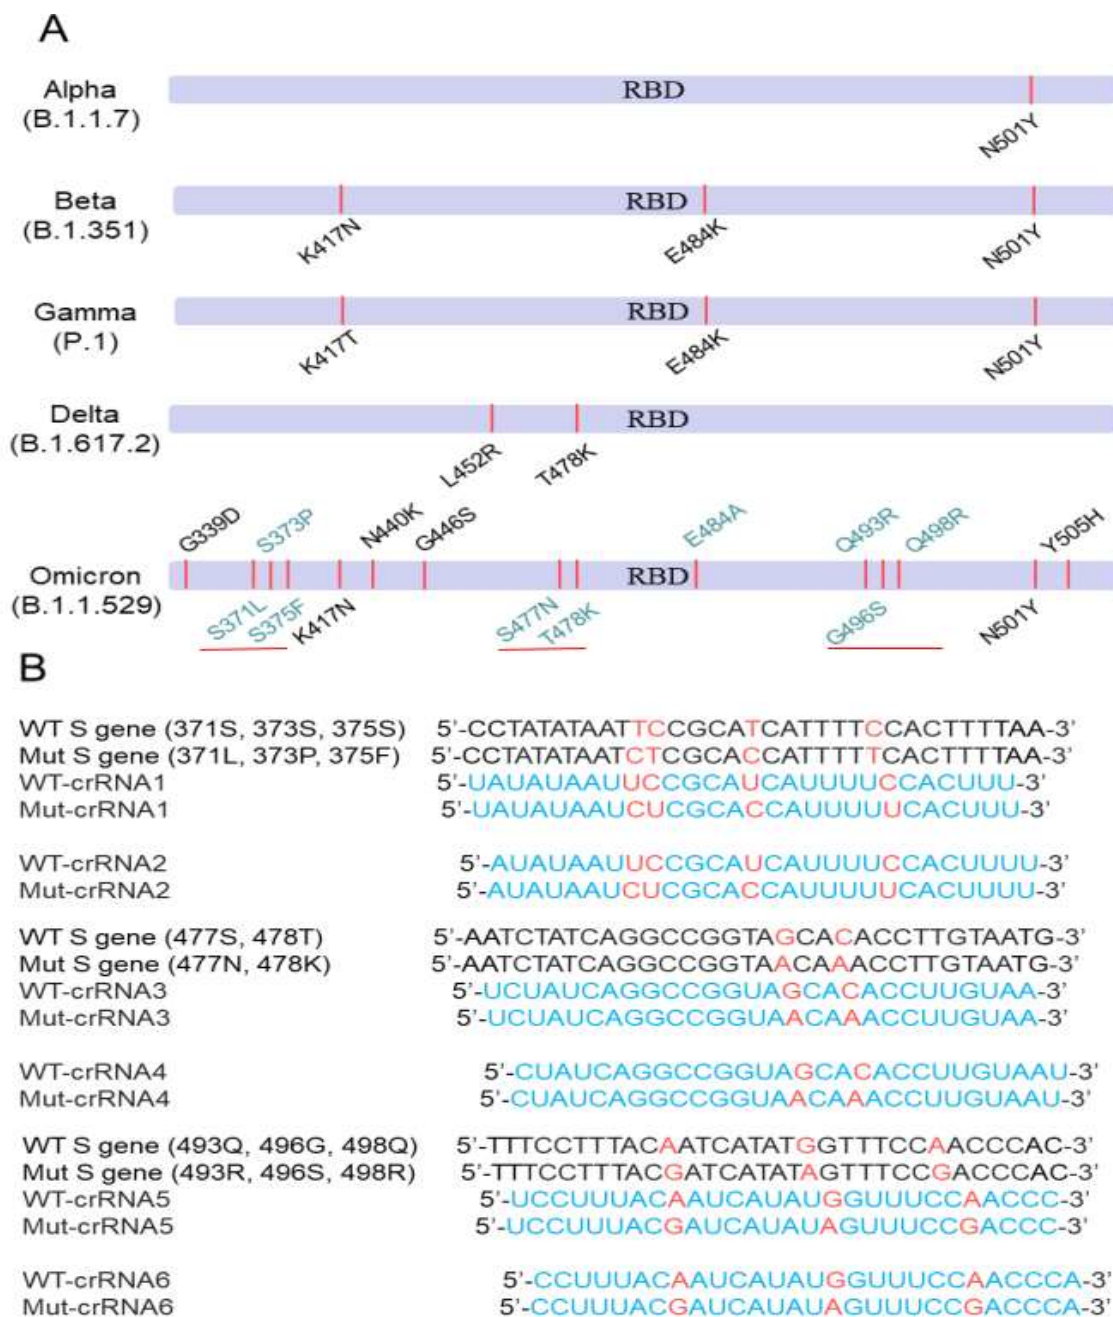 A
Alpha
(B.1.1.7)
RBD
N501Y
Beta
(B.1.351)
RBD
K417N
E484K
N501Y
Gamma
(P.1)
RBD
K417T
E484K
N501Y
Delta
(B.1.617.2)
RBD
L452R
T478K
G339D
S373P
N440K
G446S
E484A
Q493R
Q498R
Y505H
Omicron
(B.1.1.529)
RBD
S371L
S375F
K417N
S477N
T478K
G496S
N501Y
B
WT S gene (371S, 373S, 375S) 5'-CCTATATAATTCCGCATCATTTTCCACTTTTAA-3'
Mut S gene (371L, 373P, 375F) 5'-CCTATATAATCTCGCACCATTTTTCACTTTTAA-3'
WT-crRNA1 5'-UAUAUAAUUCCGCAUCAUUUUCCACUUU-3'
Mut-crRNA1 5'-UAUAUAAUCUCGCACCAUUUUUCACUUU-3'
WT-crRNA2 5'-AUAUAAUUCCGCAUCAUUUUCCACUUUU-3'
Mut-crRNA2 5'-AUAUAAUCUCGCACCAUUUUUCACUUUU-3'
WT S gene (477S, 478T) 5'-AATCTATCAGGCCGGTAGCACACCTTGTAATG-3'
Mut S gene (477N, 478K) 5'-AATCTATCAGGCCGGTAACAAACCTTGTAATG-3'
WT-crRNA3 5'-UCUAUCAGGCCGGUAGCACACCUUGUAA-3'
Mut-crRNA3 5'-UCUAUCAGGCCGGUAACAAACCUUGUAA-3'
WT-crRNA4 5'-CUAUCAGGCCGGUAGCACACCUUGUAAU-3'
Mut-crRNA4 5'-CUAUCAGGCCGGUAACAAACCUUGUAAU-3'
WT S gene (493Q, 496G, 498Q) 5'-TTTCCTTTACAATCATATGGTTTCCAACCCAC-3'
Mut S gene (493R, 496S, 498R) 5'-TTTCCTTTACGATCATATAGTTTCCGACCCAC-3'
WT-crRNA5 5'-UCCUUUACAAUCAUAUGGUUUCCAACCC-3'
Mut-crRNA5 5'-UCCUUUACGAUCAUAUAGUUUCCGACCC-3'
WT-crRNA6 5'-CCUUUACAAUCAUAUGGUUUCCAACCCA-3'
Mut-crRNA6 5'-CCUUUACGAUCAUAUAGUUUCCGACCCA-3'